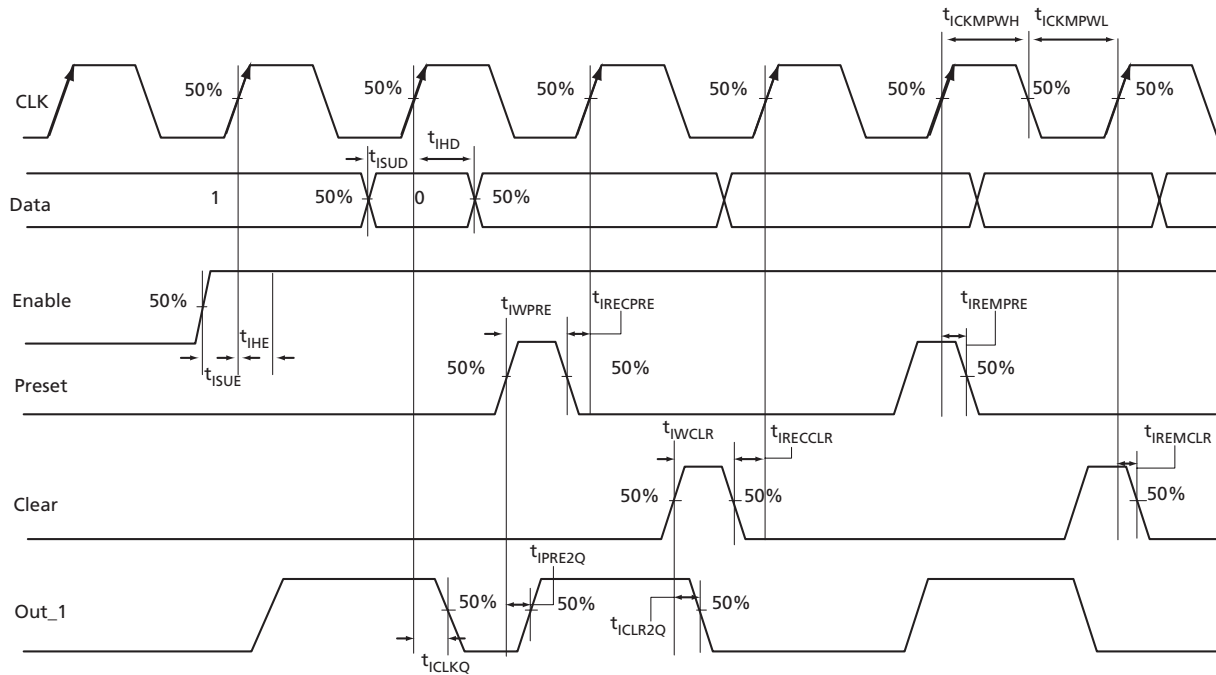 tICKMPWH tICKMPWL
CLK 50% 50% 50% 50% 50% 50% 50%
tISUD tIHD
Data 1 50% 0 50%
Enable 50%
tIHE tISUE
tIWPRE tIRECPRE tIREMPRE
Preset 50% 50% 50%
tIWCLR tIRECCLR tIREMCLR
Clear 50% 50% 50%
tIPRE2Q
Out_1 50% 50% 50%
tICLKQ tICLR2Q